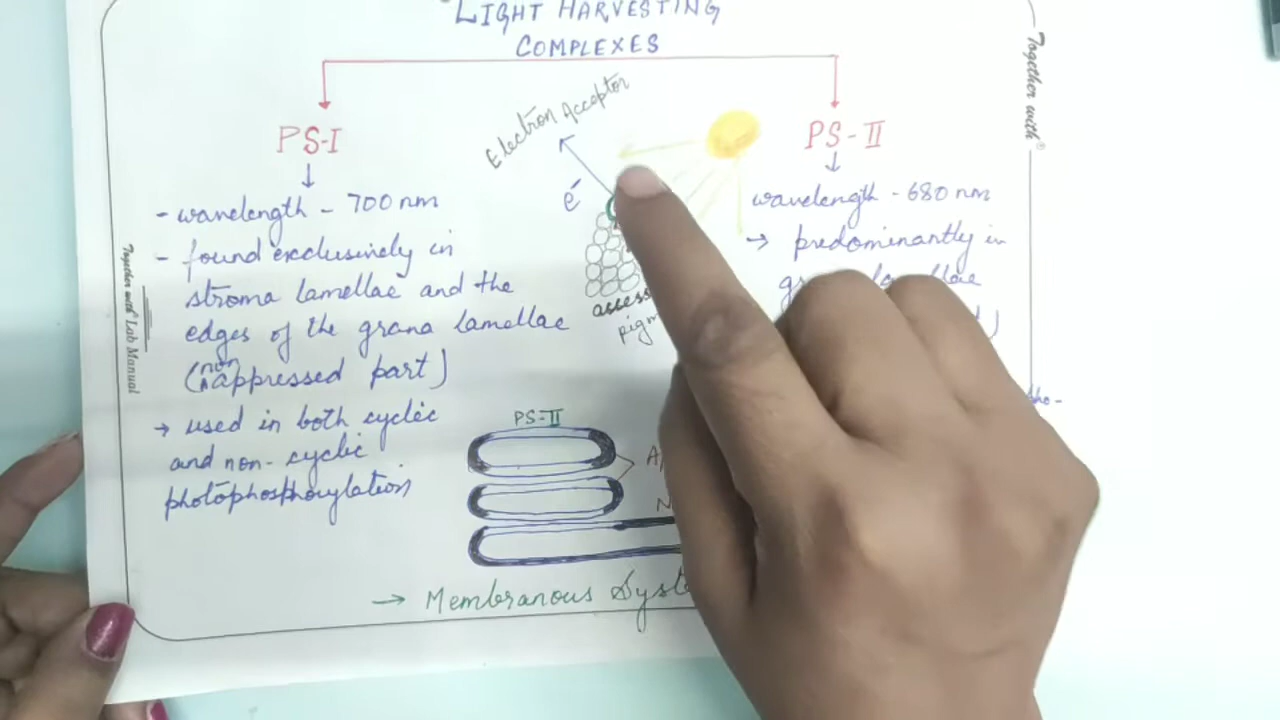 LIGHT HARVESTING
COMPLEXES
PS-I
- wavelength - 700 nm
- found exclusively in
stroma lamellae and the
edges of the grana lamellae
(non appressed part)
→ used in both cyclic
and non-cyclic
photophosphorylation
Electron Acceptor
é
PS-II
wavelength - 680 nm
→ predominantly in
PS-II
→ Membranous
Together with
Together with Lab Manual